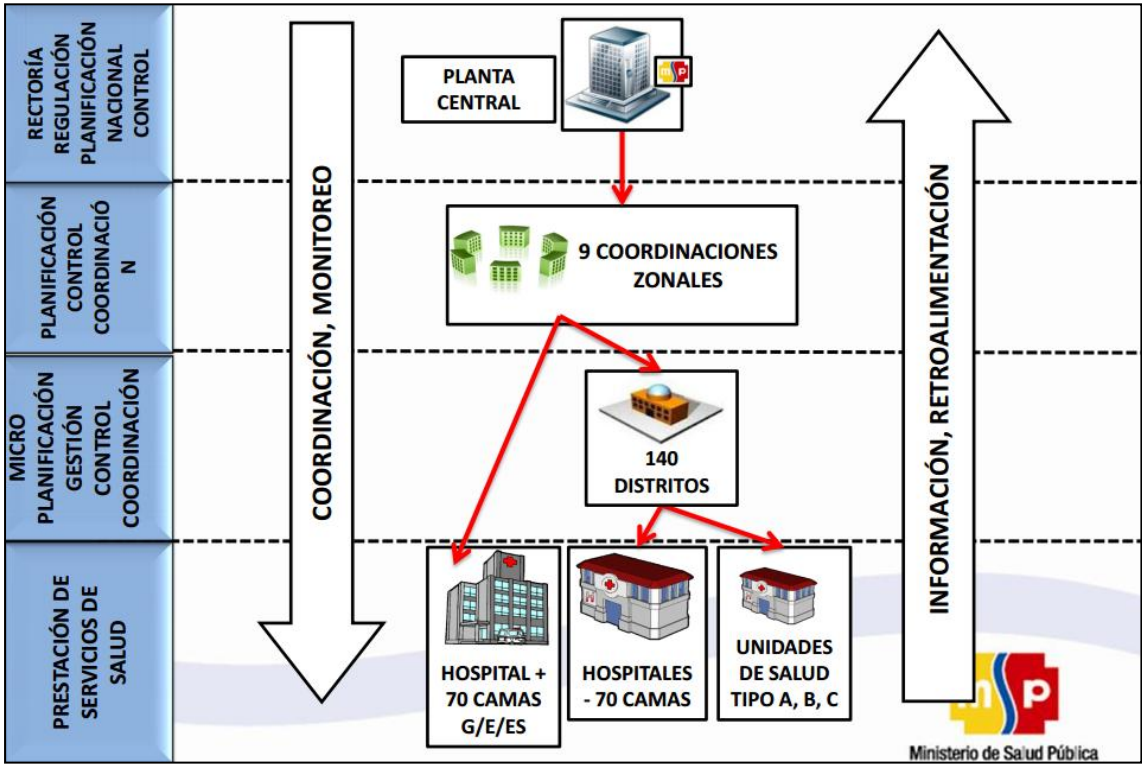 RECTORÍA
REGULACIÓN
PLANIFICACIÓN
NACIONAL
CONTROL
PLANIFICACIÓN
CONTROL
COORDINACIÓ
N
MICRO
PLANIFICACIÓN
GESTIÓN
CONTROL
COORDINACIÓN
PRESTACIÓN DE
SERVICIOS DE
SALUD
COORDINACIÓN, MONITOREO
PLANTA
CENTRAL
msp
9 COORDINACIONES
ZONALES
140
DISTRITOS
HOSPITAL +
70 CAMAS
G/E/ES
HOSPITALES
- 70 CAMAS
UNIDADES
DE SALUD
TIPO A, B, C
INFORMACIÓN, RETROALIMENTACIÓN
msp
Ministerio de Salud Pública